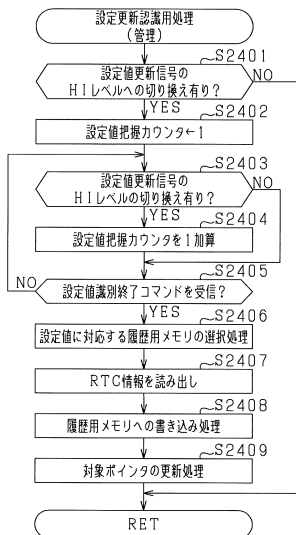 設定更新認識用処理
(管理)
S2401
設定値更新信号の
HIレベルへの切り換え有り?
NO
YES
S2402
設定値把握カウンタ←1
S2403
設定値更新信号の
HIレベルの切り換え有り?
NO
YES
S2404
設定値把握カウンタを1加算
S2405
NO
設定値識別終了コマンドを受信?
YES
S2406
設定値に対応する履歴用メモリの選択処理
S2407
RTC情報を読み出し
S2408
履歴用メモリへの書き込み処理
S2409
対象ポインタの更新処理
RET